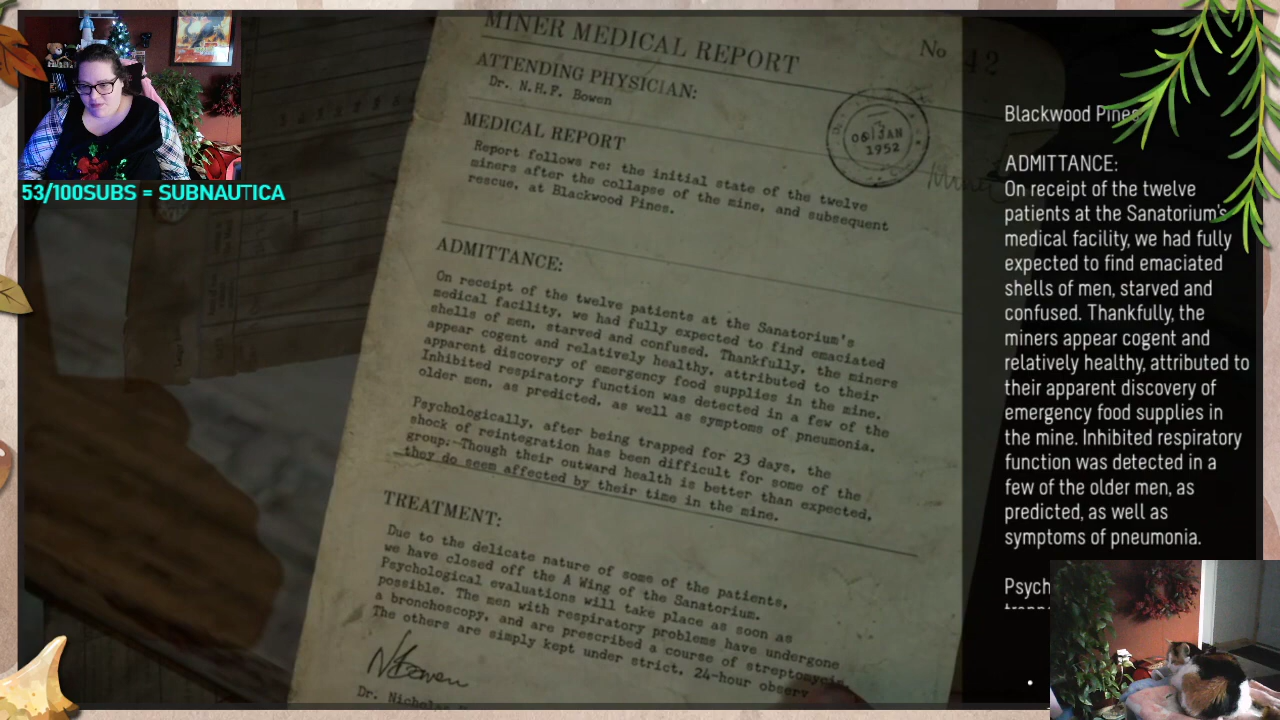 MINER MEDICAL REPORT
No 42
ATTENDING PHYSICIAN:
Dr. N.H.F. Bowen
MEDICAL REPORT
06 JAN
1952
Report follows re: the initial state of the twelve
miners after the collapse of the mine, and subsequent
rescue, at Blackwood Pines.
ADMITTANCE:
On receipt of the twelve patients at the Sanatorium's
medical facility, we had fully expected to find emaciated
shells of men, starved and confused. Thankfully, the miners
appear cogent and relatively healthy, attributed to their
apparent discovery of emergency food supplies in the mine.
Inhibited respiratory function was detected in a few of the
older men, as predicted, as well as symptoms of pneumonia.
Psychologically, after being trapped for 23 days, the
shock of reintegration has been difficult for some of the
group. Though their outward health is better than expected,
they do seem affected by their time in the mine.
TREATMENT:
Due to the delicate nature of some of the patients,
we have closed off the A Wing of the Sanatorium.
Psychological evaluations will take place as soon as
possible. The men with respiratory problems have undergone
a bronchoscopy, and are prescribed a course of streptomycin.
The others are simply kept under strict, 24-hour observ
NBowen
Dr. Nicholas
53/100SUBS = SUBNAUTICA
Blackwood Pines
ADMITTANCE:
On receipt of the twelve
patients at the Sanatorium's
medical facility, we had fully
expected to find emaciated
shells of men, starved and
confused. Thankfully, the
miners appear cogent and
relatively healthy, attributed to
their apparent discovery of
emergency food supplies in
the mine. Inhibited respiratory
function was detected in a
few of the older men, as
predicted, as well as
symptoms of pneumonia.
Psych